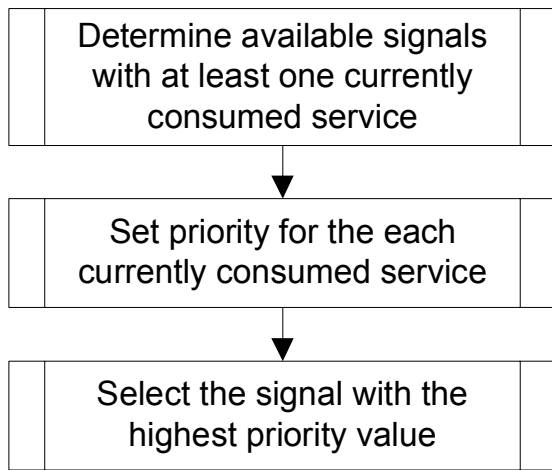 Determine available signals
with at least one currently
consumed service
Set priority for the each
currently consumed service
Select the signal with the
highest priority value